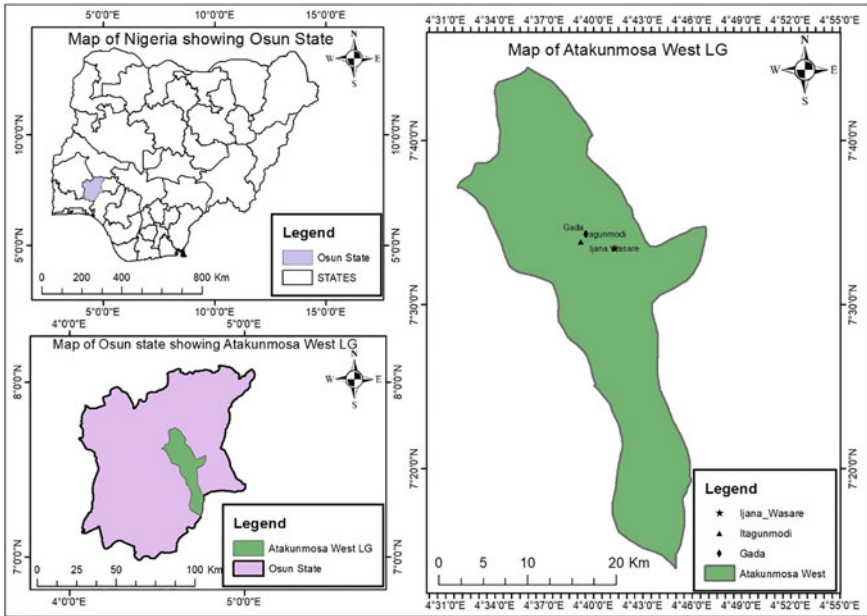 5°0'0"E 10°0'0"E 15°0'0"E
Map of Nigeria showing Osun State
N
W E
S
10°0'0"N
10°0'0"N
5°0'0"N
5°0'0"N
Legend
Osun State
STATES
0 100 200 400 600 800 Km
5°0'0"E 10°0'0"E 15°0'0"E
4°0'0"E 5°0'0"E
Map of Osun state showing Atakunmosa West LG
N
W E
S
8°0'0"N
8°0'0"N
7°0'0"N
7°0'0"N
Legend
Atakunmosa West LG
Osun State
0 25 50 100 Km
4°0'0"E 5°0'0"E
4°31'0"E 4°34'0"E 4°37'0"E 4°40'0"E 4°43'0"E 4°46'0"E 4°49'0"E 4°52'0"E 4°55'0"E
Map of Atakunmosa West LG
N
W E
S
7°40'0"N
7°40'0"N
Gada
Itagunmodi
Ijana Wasare
7°30'0"N
7°30'0"N
7°20'0"N
7°20'0"N
Legend
Ijana_Wasare
Itagunmodi
Gada
Atakunmosa West
0 5 10 20 Km
4°31'0"E 4°34'0"E 4°37'0"E 4°40'0"E 4°43'0"E 4°46'0"E 4°49'0"E 4°52'0"E 4°55'0"E